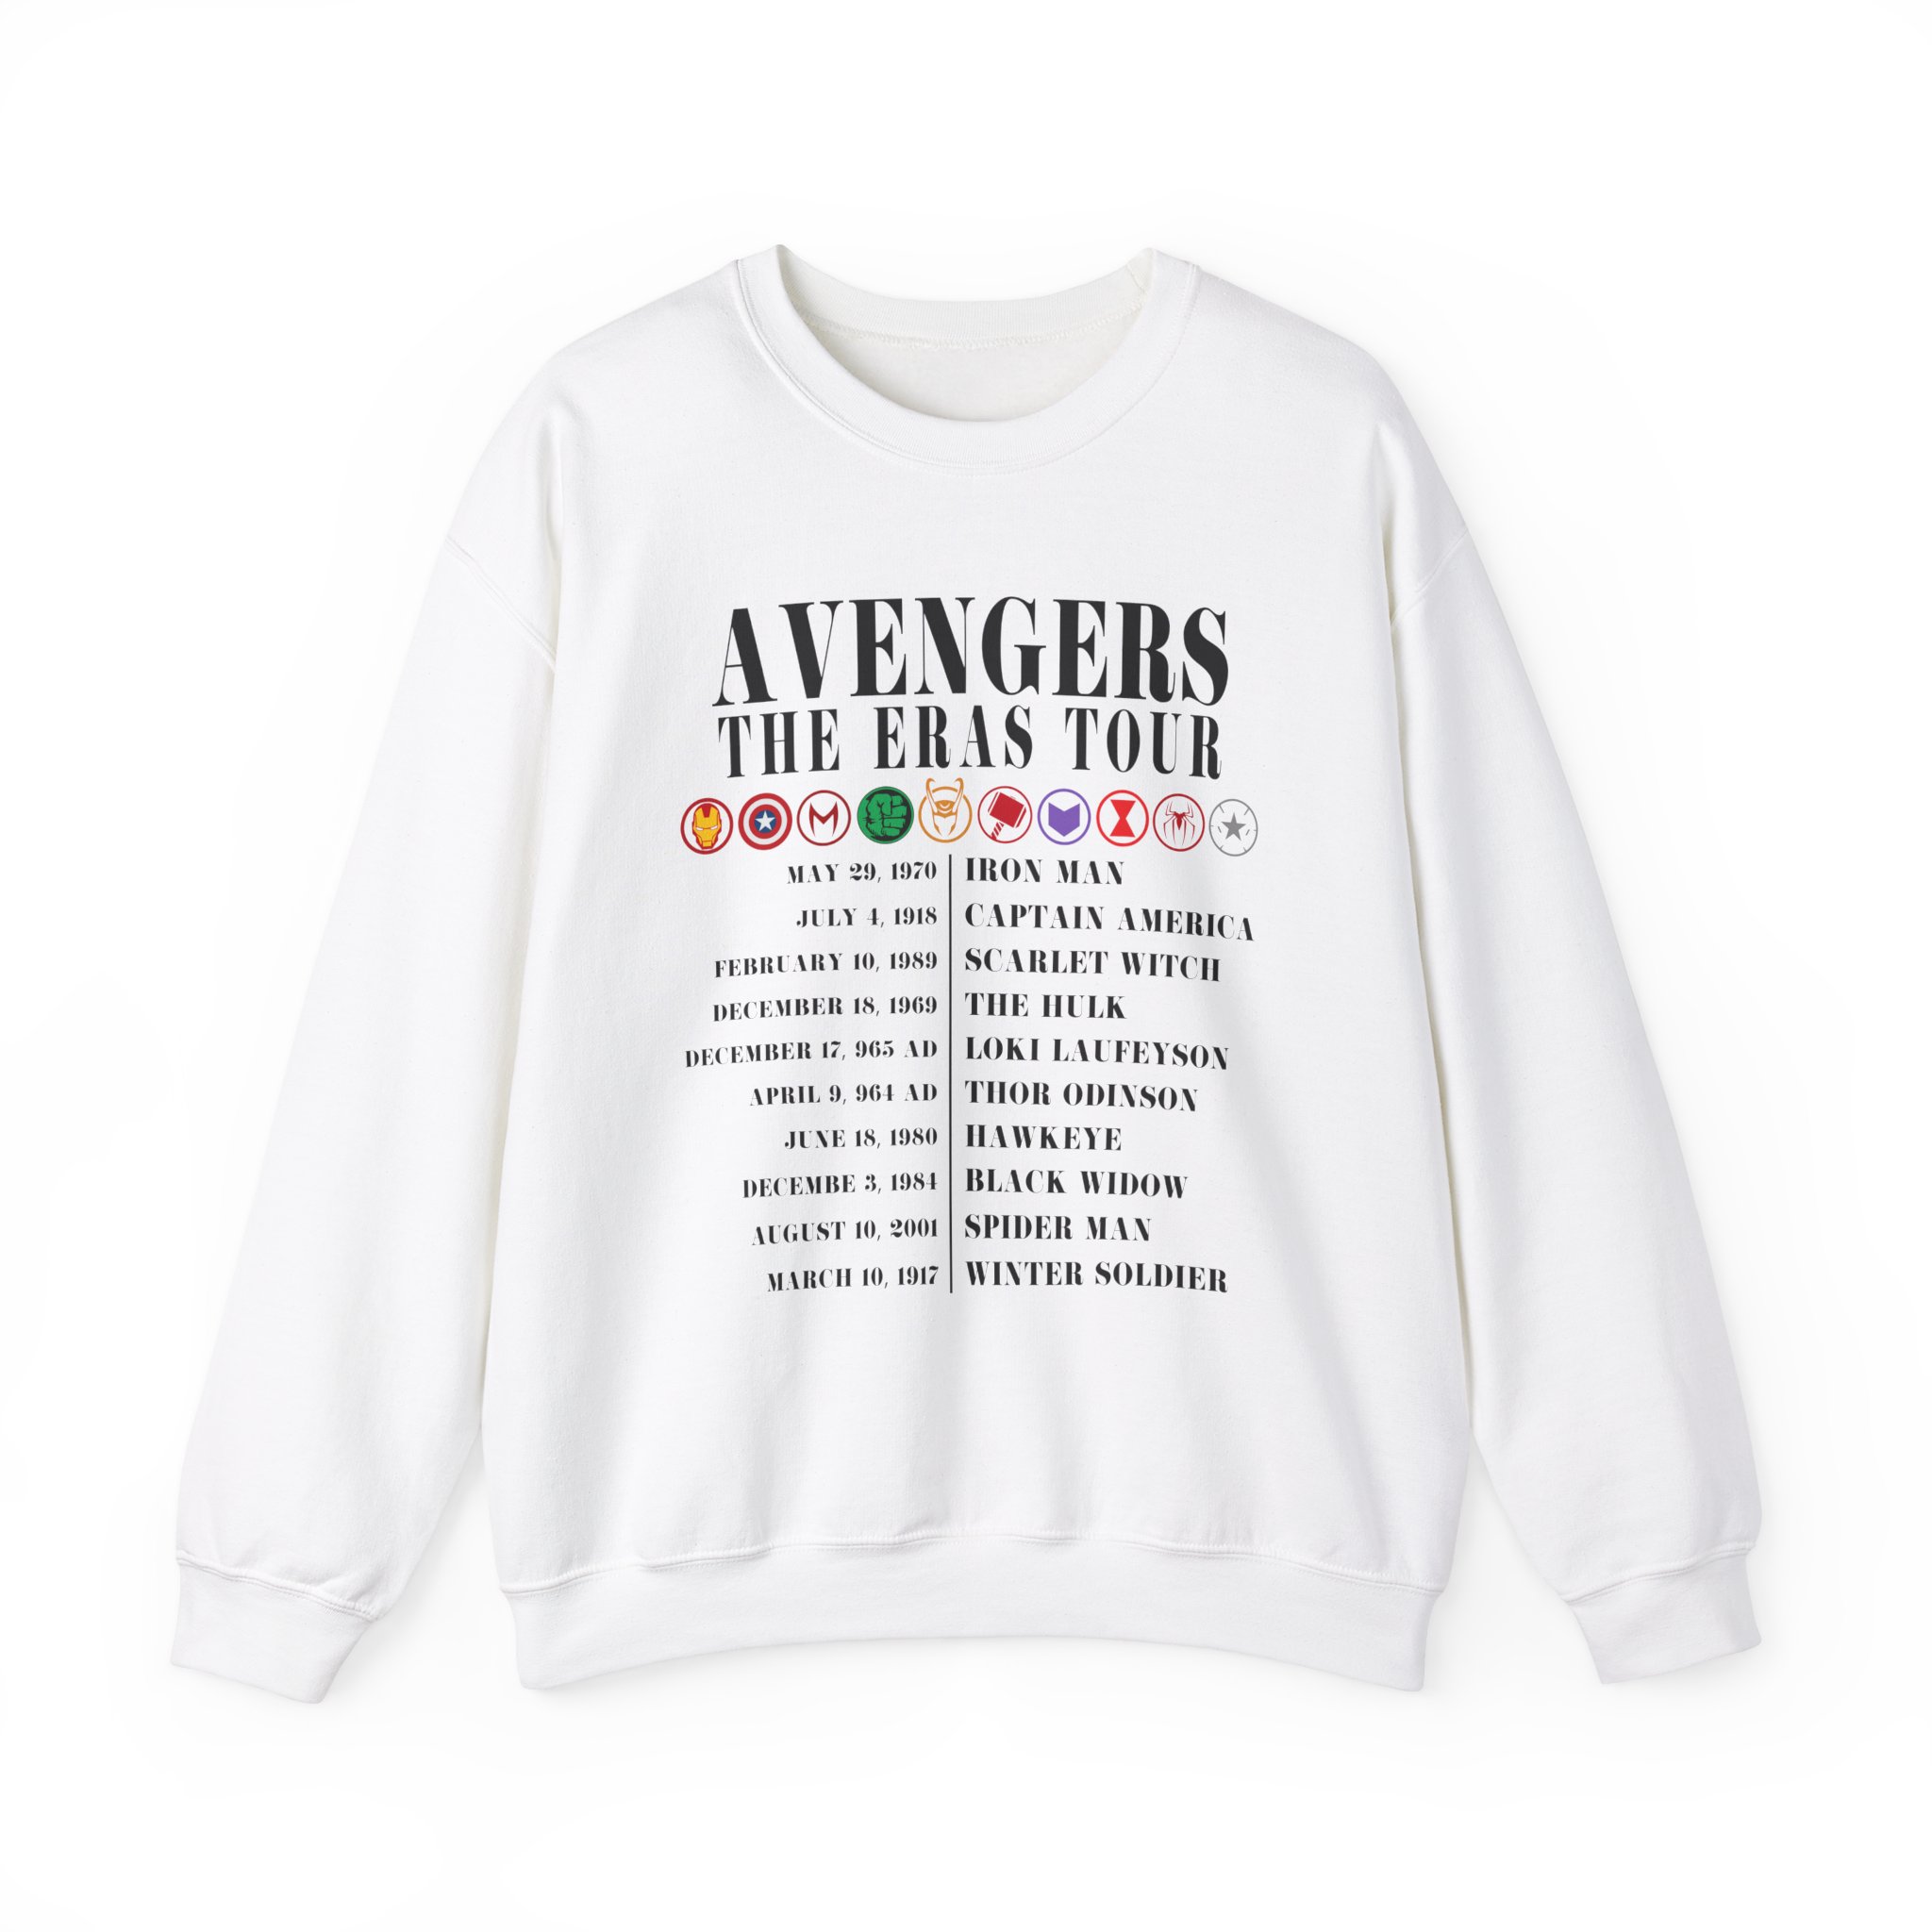 AVENGERS
THE ERAS TOUR
MAY 29, 1970 IRON MAN
JULY 4, 1918 CAPTAIN AMERICA
FEBRUARY 10, 1989 SCARLET WITCH
DECEMBER 18, 1969 THE HULK
DECEMBER 17, 965 AD LOKI LAUFEYSON
APRIL 9, 964 AD THOR ODINSON
JUNE 18, 1980 HAWKEYE
DECEMBE 3, 1984 BLACK WIDOW
AUGUST 10, 2001 SPIDER MAN
MARCH 10, 1917 WINTER SOLDIER